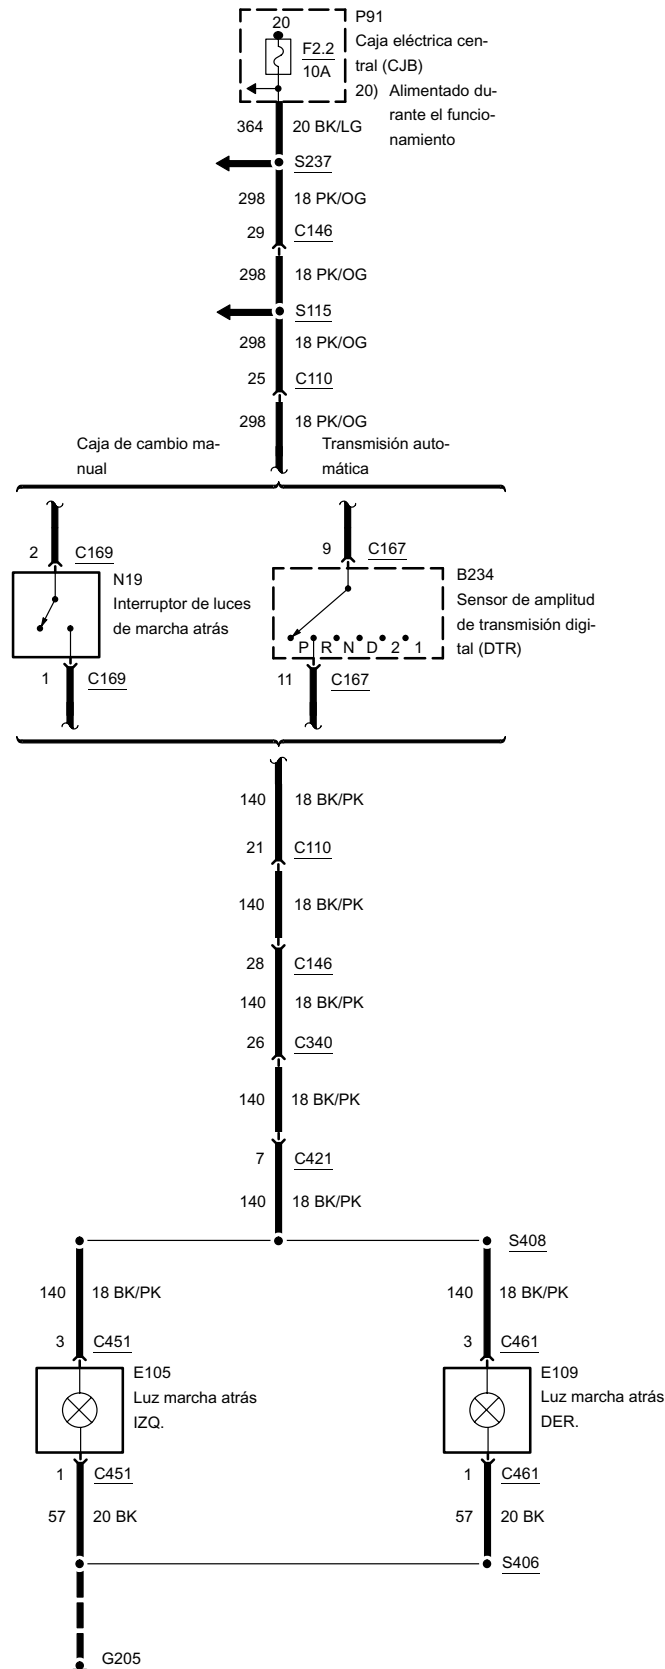 20
P91
Caja eléctrica cen-
tral (CJB)
20) Alimentado du-
rante el funcio-
namiento
F2.2
10A
364 20 BK/LG
S237
298 18 PK/OG
29 C146
298 18 PK/OG
S115
298 18 PK/OG
25 C110
298 18 PK/OG
Caja de cambio ma-
nual
Transmisión auto-
mática
2 C169
N19
Interruptor de luces
de marcha atrás
1 C169
9 C167
B234
Sensor de amplitud
de transmisión digi-
tal (DTR)
P R N D 2 1
11 C167
140 18 BK/PK
21 C110
140 18 BK/PK
28 C146
140 18 BK/PK
26 C340
140 18 BK/PK
7 C421
140 18 BK/PK
S408
140 18 BK/PK
140 18 BK/PK
3 C451
3 C461
E105
Luz marcha atrás
IZQ.
E109
Luz marcha atrás
DER.
1 C451
1 C461
57 20 BK
57 20 BK
S406
G205